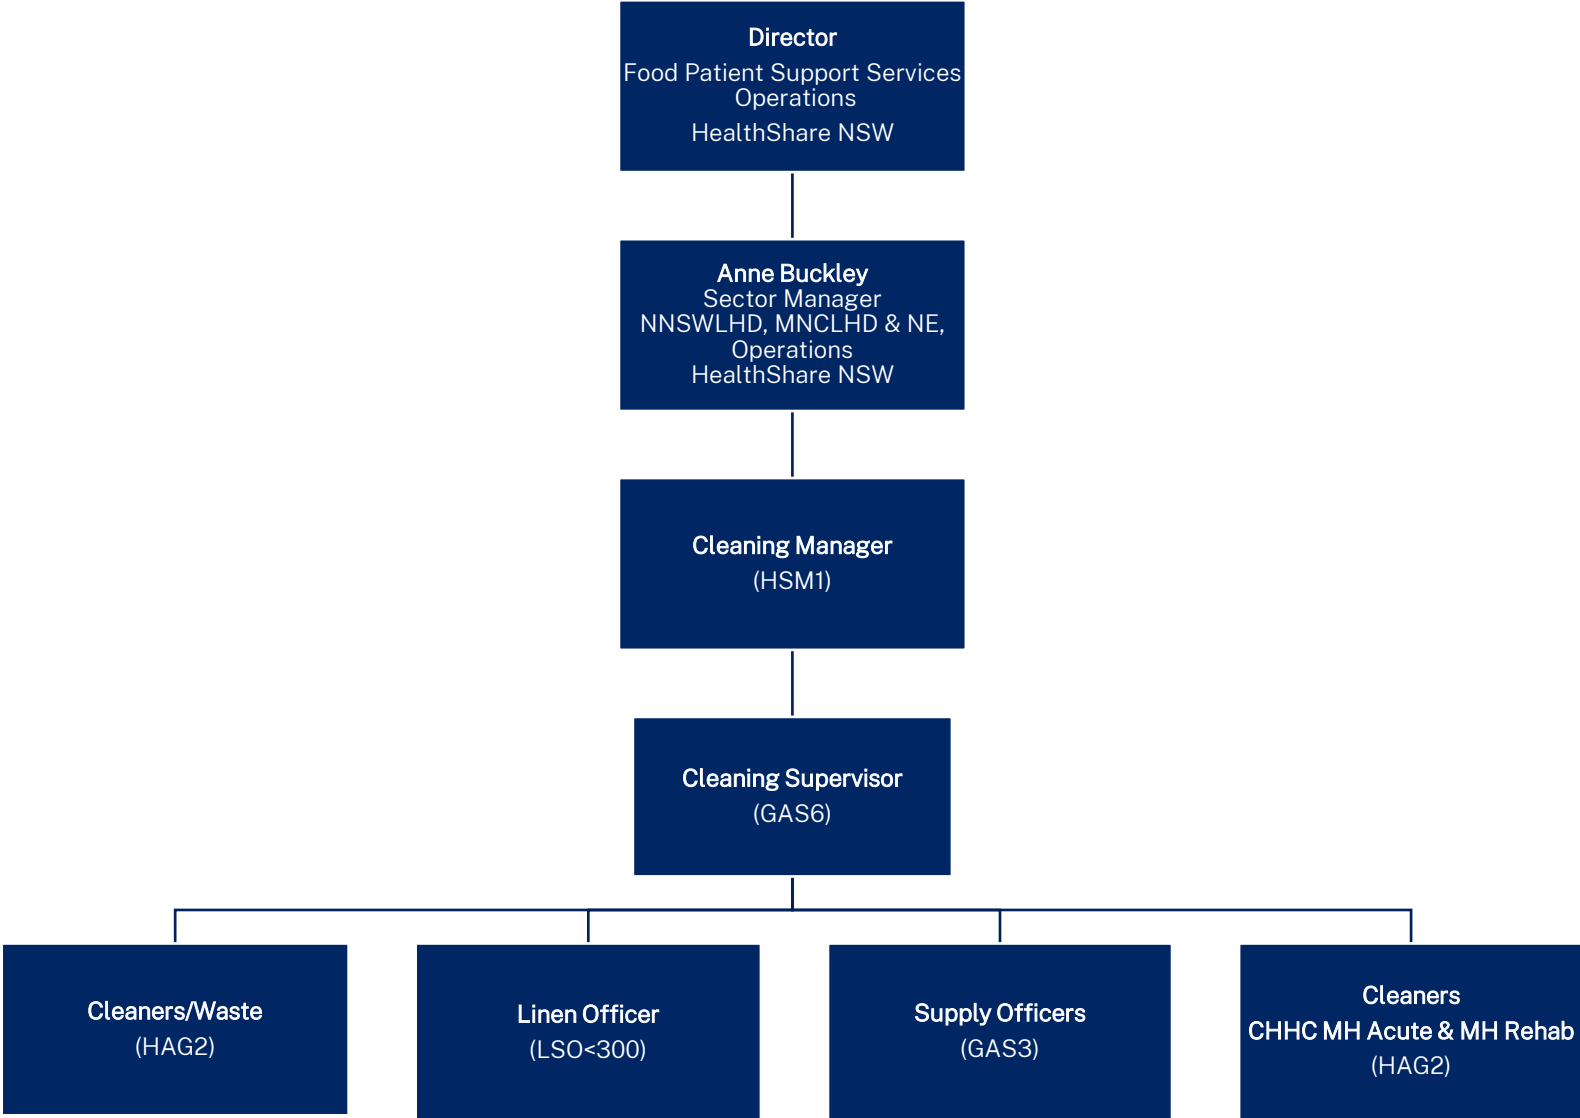 Director
Food Patient Support Services
Operations
HealthShare NSW
Anne Buckley
Sector Manager
NNSWLHD, MNCLHD & NE,
Operations
HealthShare NSW
Cleaning Manager
(HSM1)
Cleaning Supervisor
(GAS6)
Cleaners/Waste
(HAG2)
Linen Officer
(LSO<300)
Supply Officers
(GAS3)
Cleaners
CHHC MH Acute & MH Rehab
(HAG2)